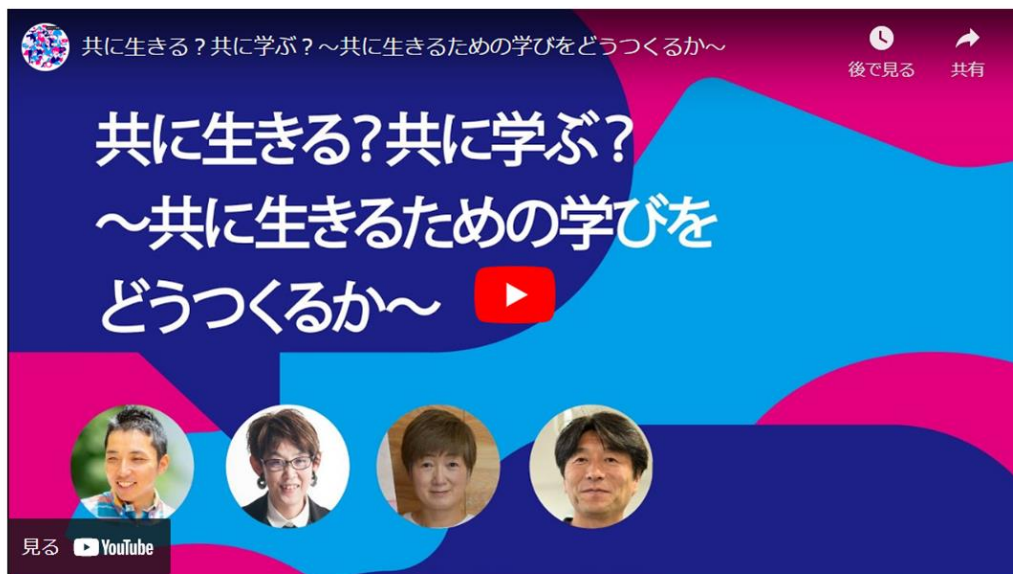 共に生きる？共に学ぶ？～共に生きるための学びをどうつくるか～
後で見る
共有
共に生きる?共に学ぶ?
～共に生きるための学びを
どうつくるか～
見る YouTube